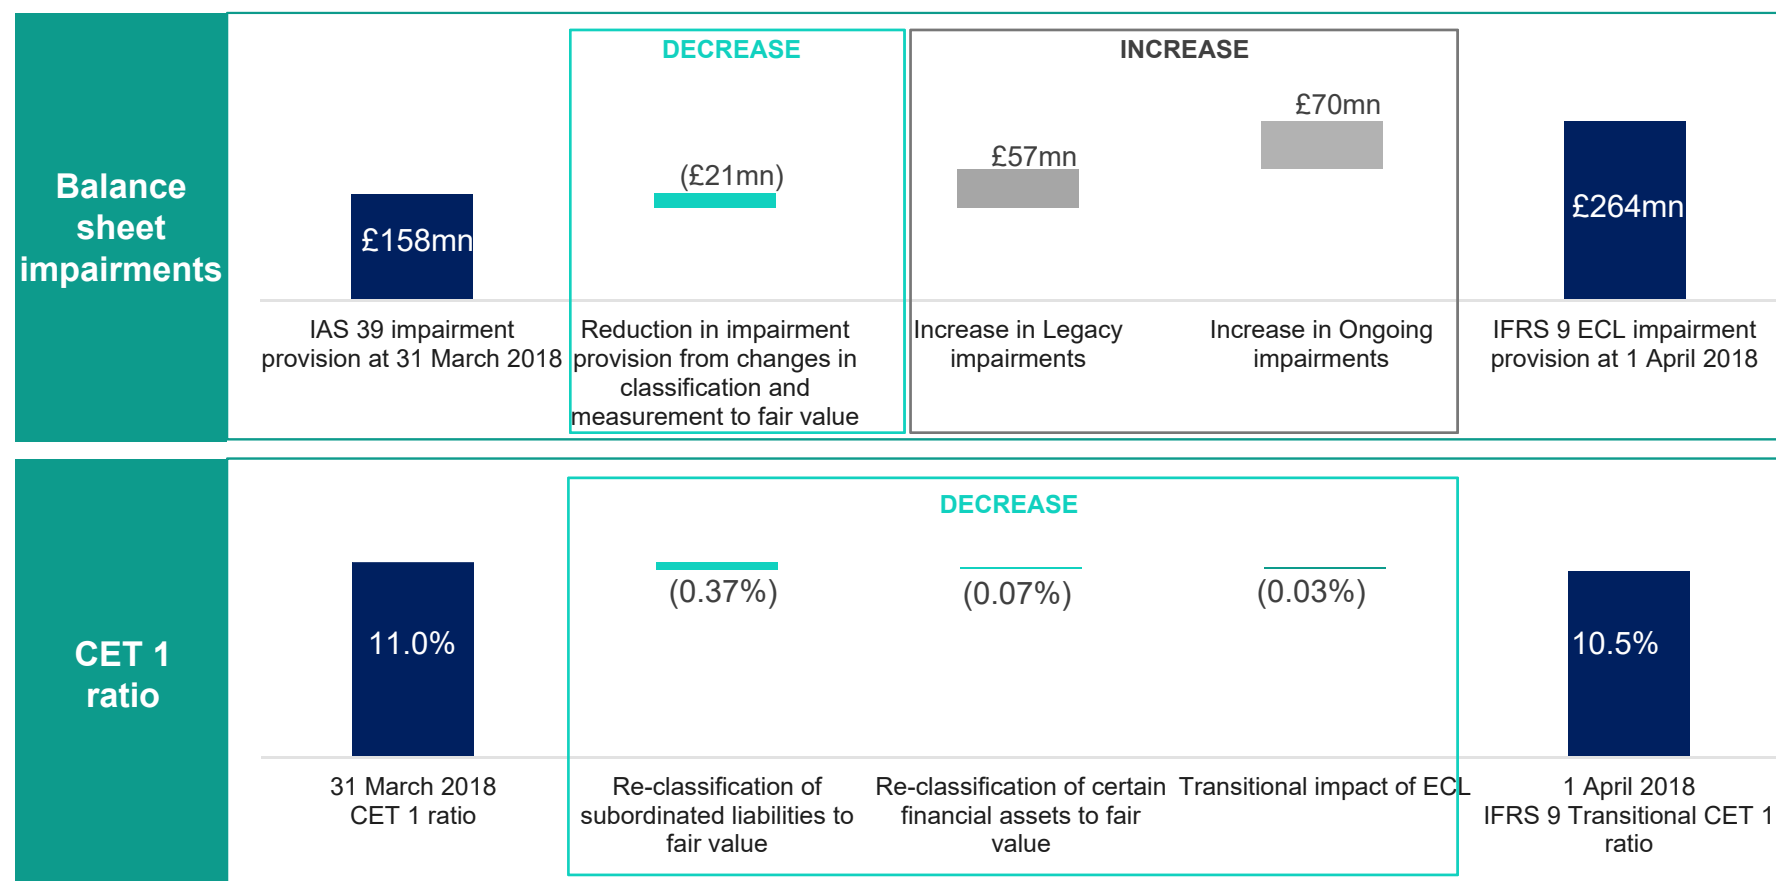 Balance
sheet
impairments
DECREASE
INCREASE
£158mn
(£21mn)
£57mn
£70mn
£264mn
IAS 39 impairment
provision at 31 March 2018
Reduction in impairment
provision from changes in
classification and
measurement to fair value
Increase in Legacy
impairments
Increase in Ongoing
impairments
IFRS 9 ECL impairment
provision at 1 April 2018
CET 1
ratio
DECREASE
11.0%
(0.37%)
(0.07%)
(0.03%)
10.5%
31 March 2018
CET 1 ratio
Re-classification of
subordinated liabilities to
fair value
Re-classification of certain
financial assets to fair
value
Transitional impact of ECL
1 April 2018
IFRS 9 Transitional CET 1
ratio